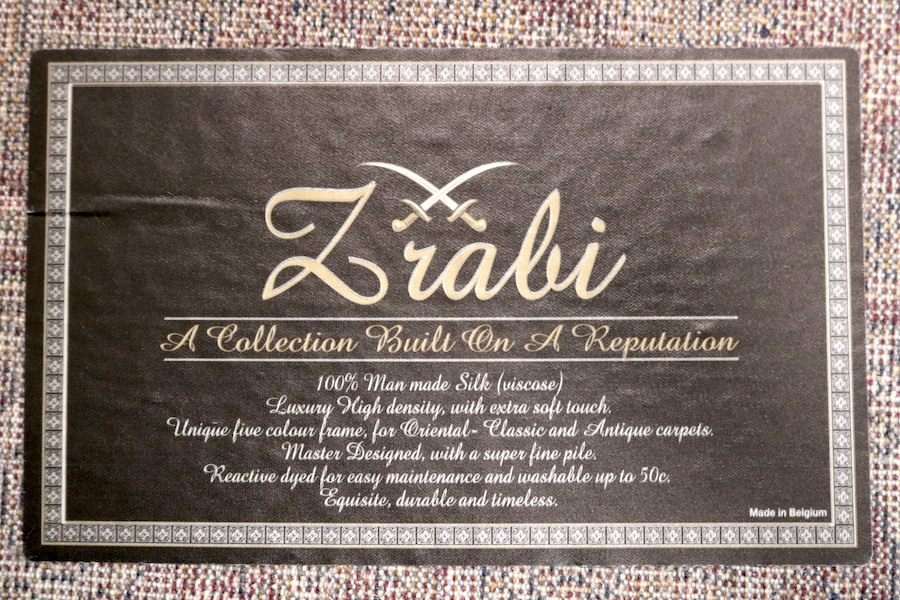 Zrabi
A Collection Built On A Reputation
100% Man made Silk (viscose)
Luxury High density, with extra soft touch.
Unique five colour frame, for Oriental- Classic and Antique carpets.
Master Designed, with a super fine pile.
Reactive dyed for easy maintenance and washable up to 50c.
Equisite, durable and timeless.
Made in Belgium